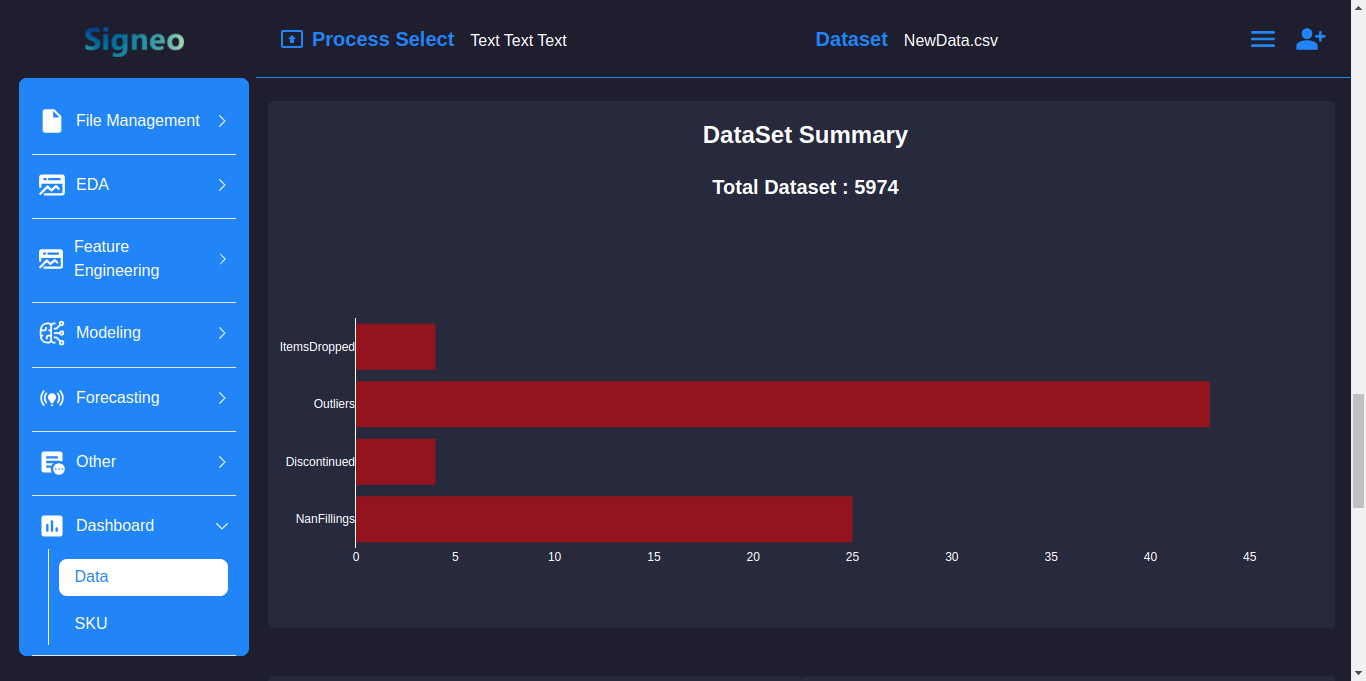 Signeo
Process Select Text Text Text
Dataset NewData.csv
File Management
EDA
Feature
Engineering
Modeling
Forecasting
Other
Dashboard
Data
SKU
DataSet Summary
Total Dataset : 5974
ItemsDropped
Outliers
Discontinued
NanFillings
0 5 10 15 20 25 30 35 40 45